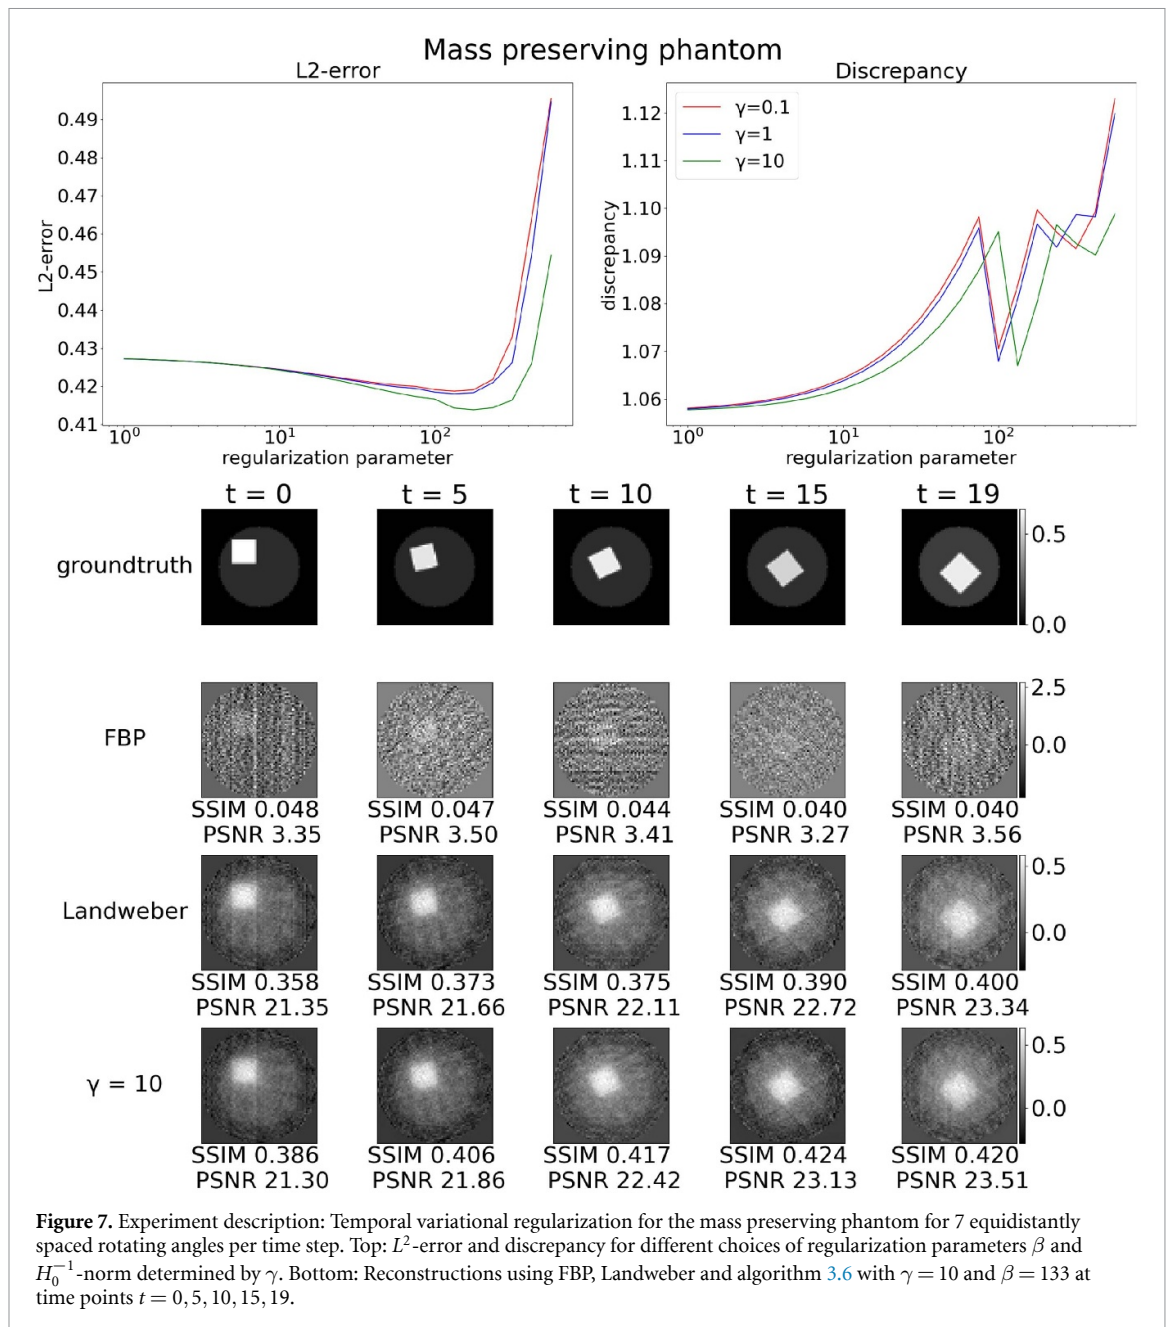 Mass preserving phantom
L2-error
Discrepancy
0.49
0.48
0.47
0.46
0.45
0.44
0.43
0.42
0.41
L2-error
10⁰ 10¹ 10²
regularization parameter
γ=0.1
γ=1
γ=10
1.12
1.11
1.10
1.09
1.08
1.07
1.06
discrepancy
10⁰ 10¹ 10²
regularization parameter
t = 0 t = 5 t = 10 t = 15 t = 19
groundtruth
0.5
0.0
FBP
2.5
0.0
SSIM 0.048 SSIM 0.047 SSIM 0.044 SSIM 0.040 SSIM 0.040
PSNR 3.35 PSNR 3.50 PSNR 3.41 PSNR 3.27 PSNR 3.56
Landweber
0.5
0.0
SSIM 0.358 SSIM 0.373 SSIM 0.375 SSIM 0.390 SSIM 0.400
PSNR 21.35 PSNR 21.66 PSNR 22.11 PSNR 22.72 PSNR 23.34
γ = 10
0.5
0.0
SSIM 0.386 SSIM 0.406 SSIM 0.417 SSIM 0.424 SSIM 0.420
PSNR 21.30 PSNR 21.86 PSNR 22.42 PSNR 23.13 PSNR 23.51
Figure 7. Experiment description: Temporal variational regularization for the mass preserving phantom for 7 equidistantly
spaced rotating angles per time step. Top: L²-error and discrepancy for different choices of regularization parameters β and
H₀⁻¹-norm determined by γ. Bottom: Reconstructions using FBP, Landweber and algorithm 3.6 with γ = 10 and β = 133 at
time points t = 0, 5, 10, 15, 19.